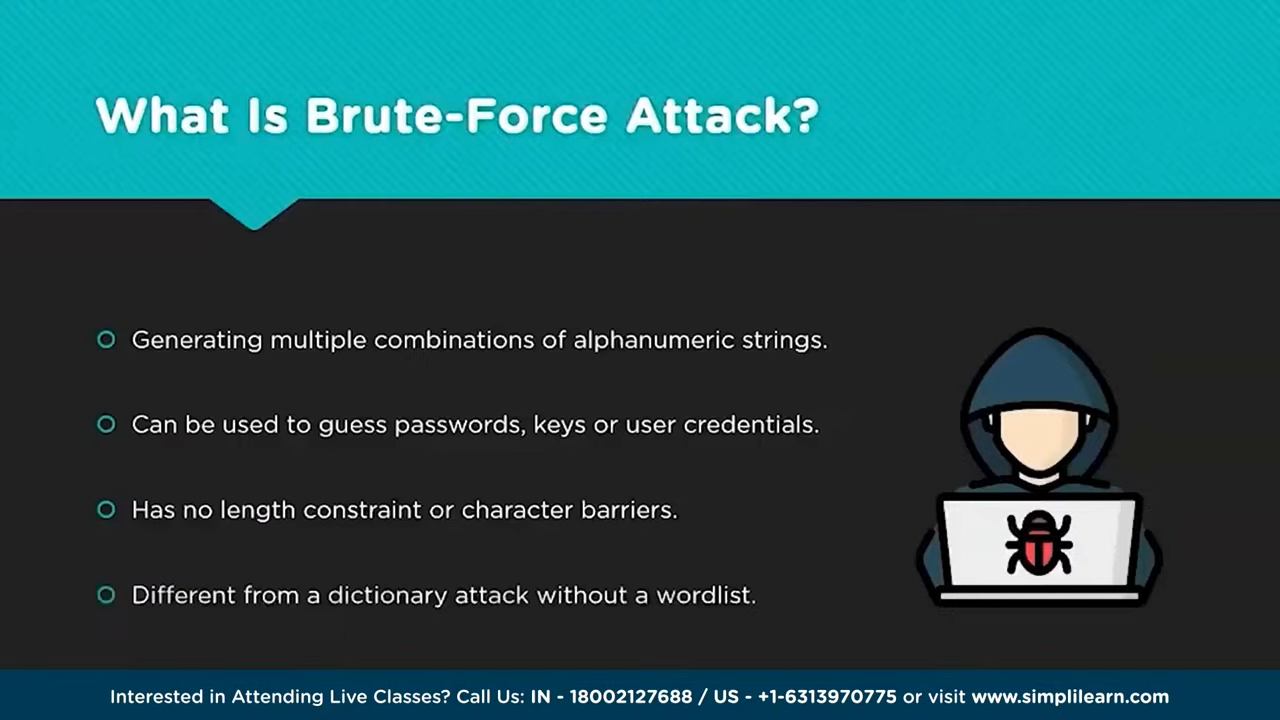 What Is Brute-Force Attack?
Generating multiple combinations of alphanumeric strings.
Can be used to guess passwords, keys or user credentials.
Has no length constraint or character barriers.
Different from a dictionary attack without a wordlist.
Interested in Attending Live Classes? Call Us: IN - 18002127688 / US - +1-6313970775 or visit www.simplilearn.com